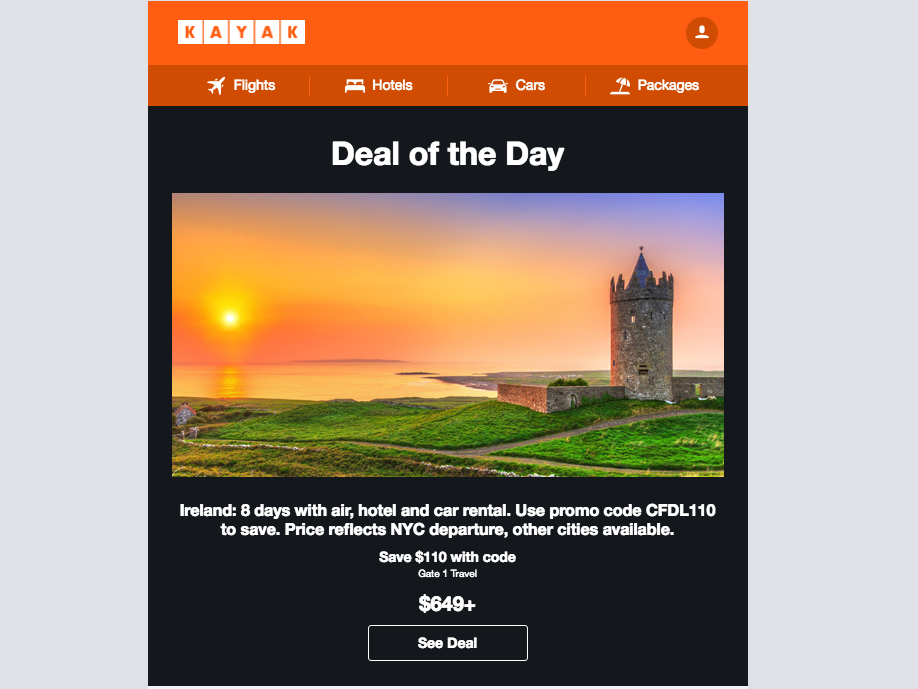 KAYAK
Flights
Hotels
Cars
Packages
Deal of the Day
Ireland: 8 days with air, hotel and car rental. Use promo code CFDL110
to save. Price reflects NYC departure, other cities available.
Save $110 with code
Gate 1 Travel
$649+
See Deal